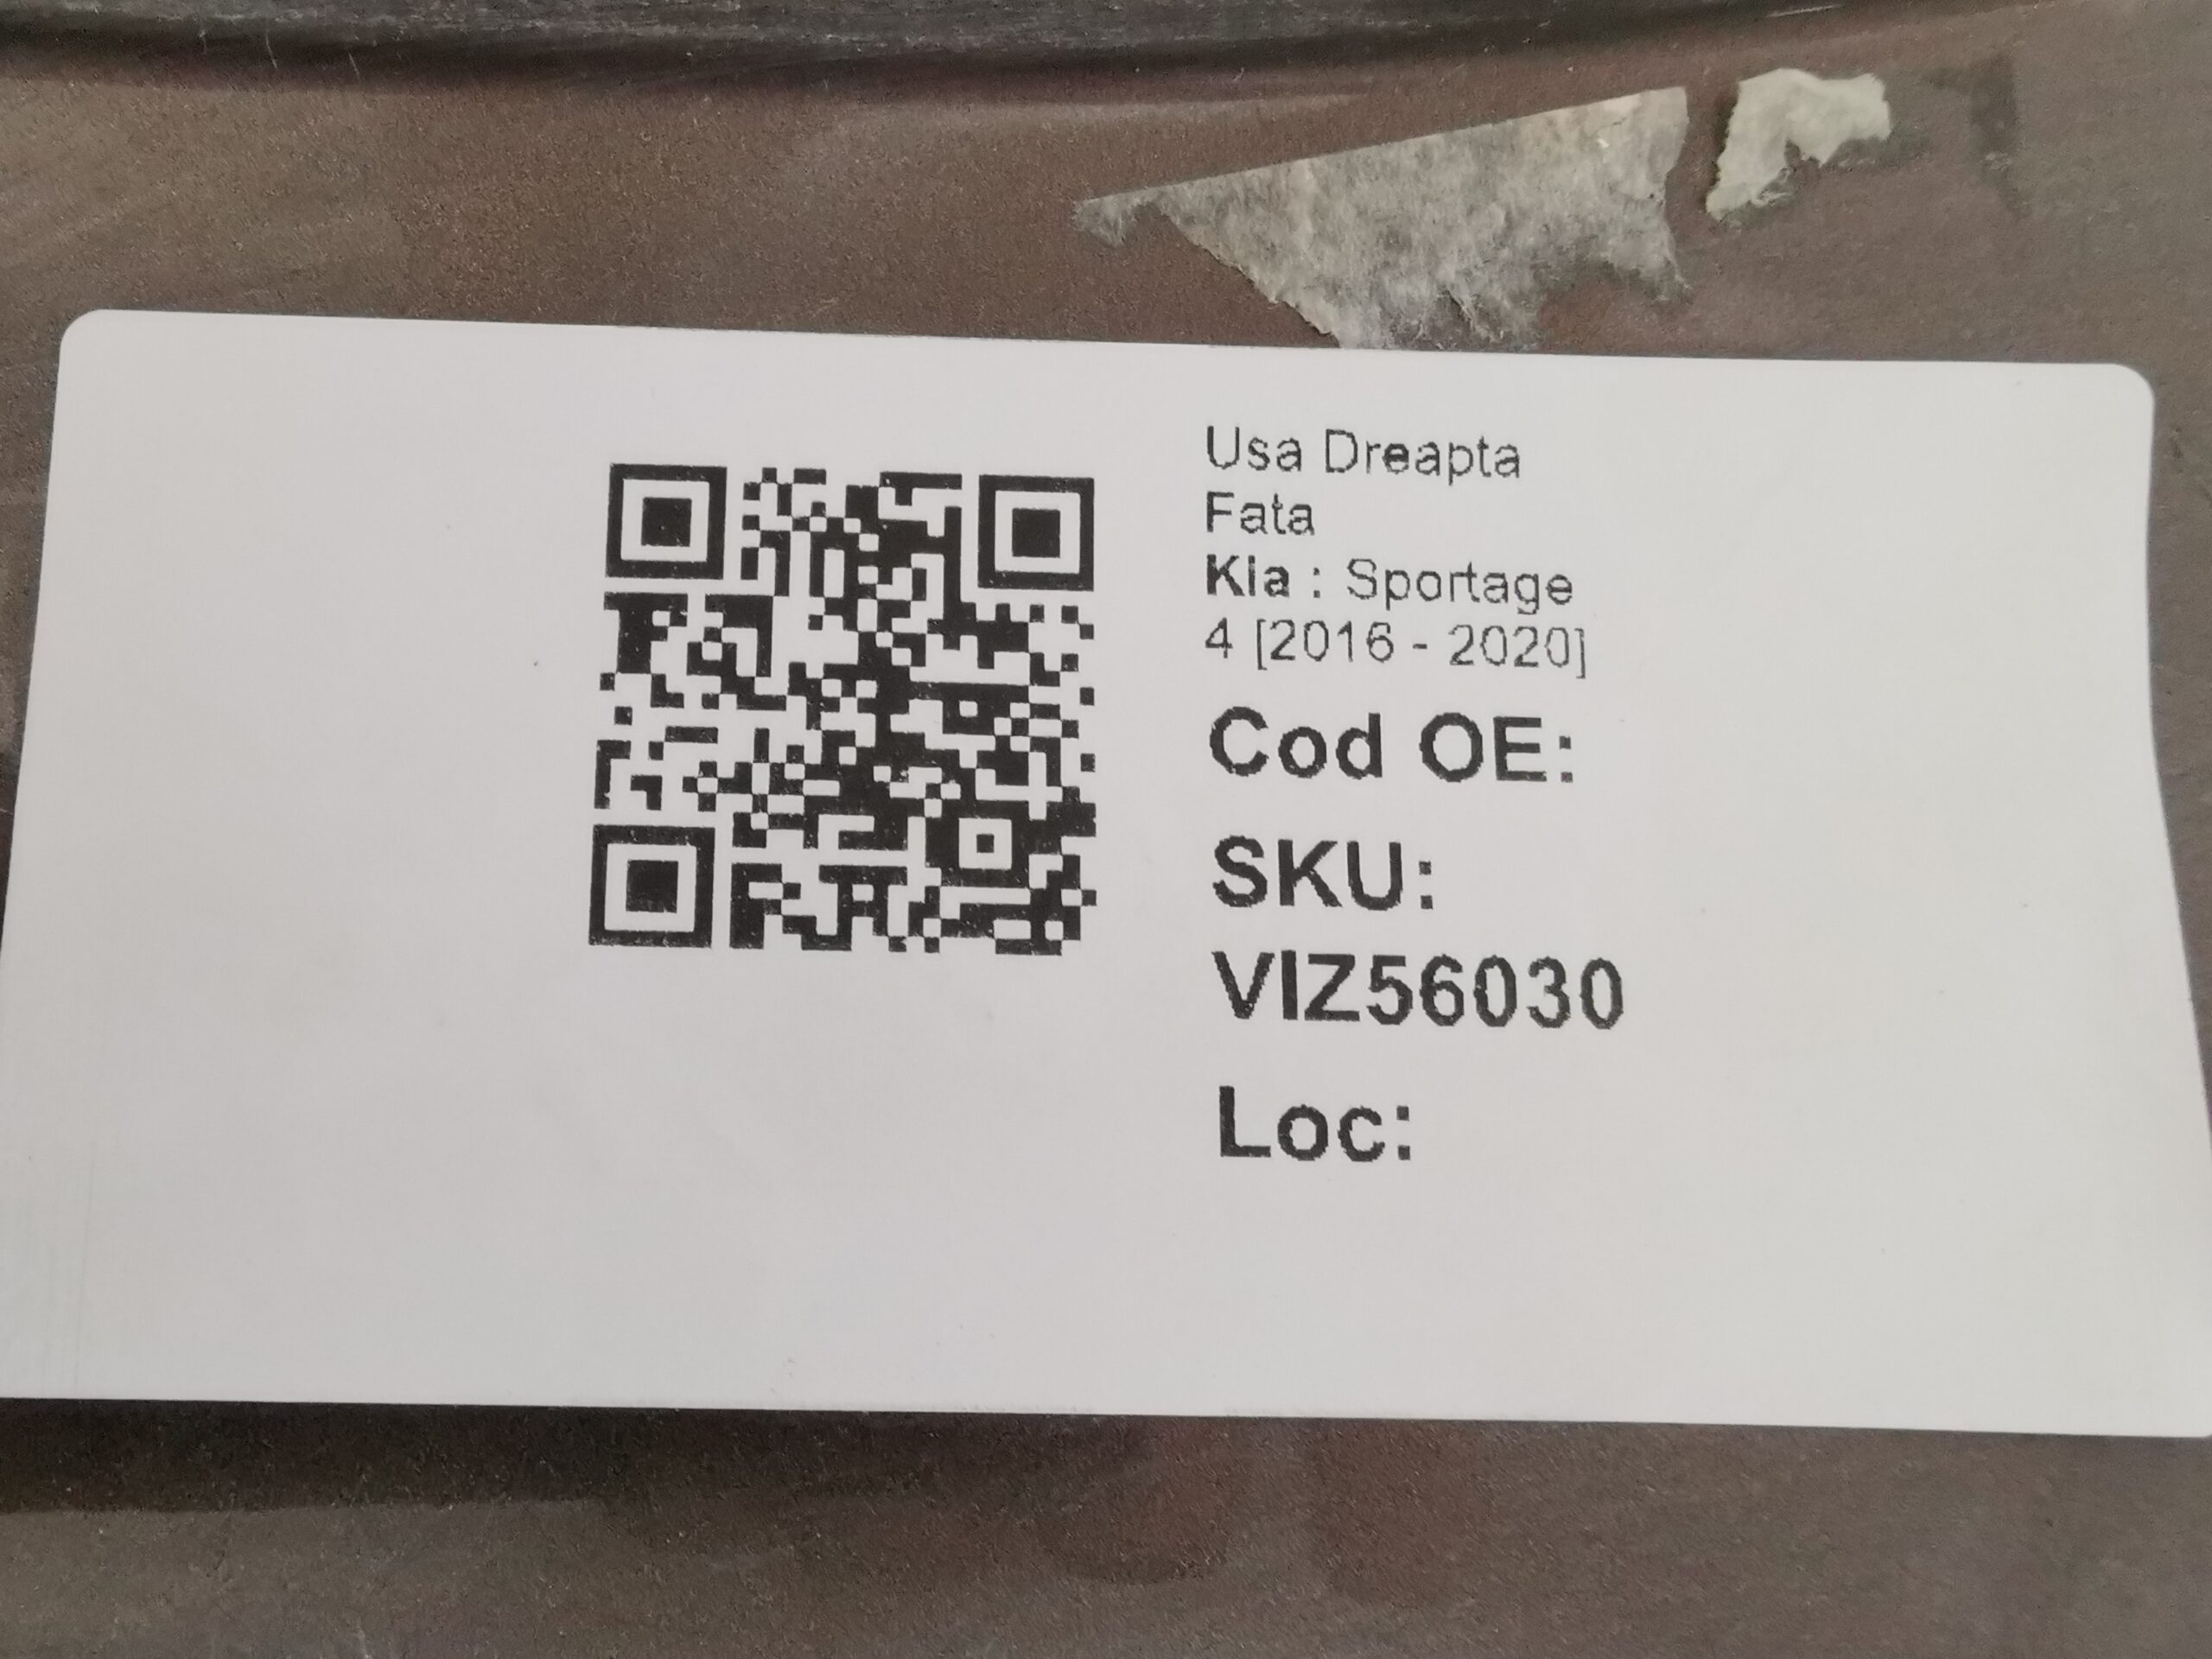 Usa Dreapta
Fata
Kia : Sportage
4 [2016 - 2020]
Cod OE:
SKU:
VIZ56030
Loc: